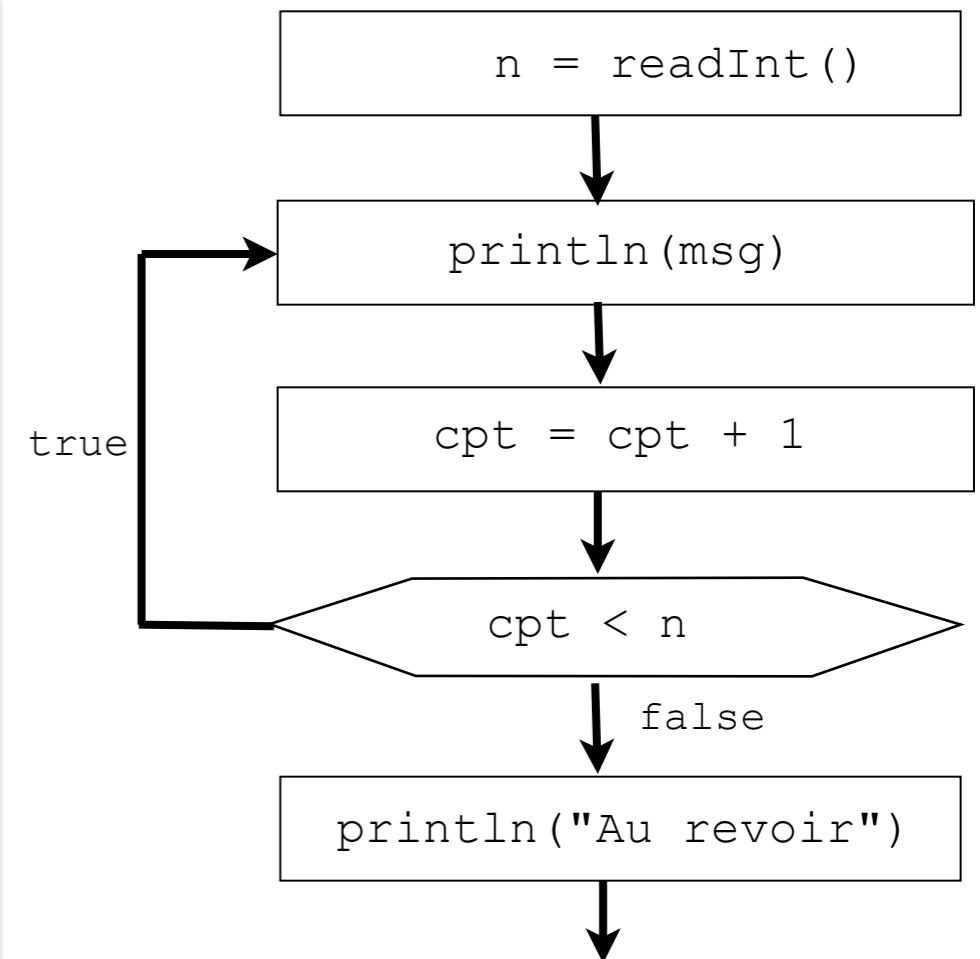 n = readInt()
println(msg)
cpt = cpt + 1
true
cpt < n
false
println("Au revoir")